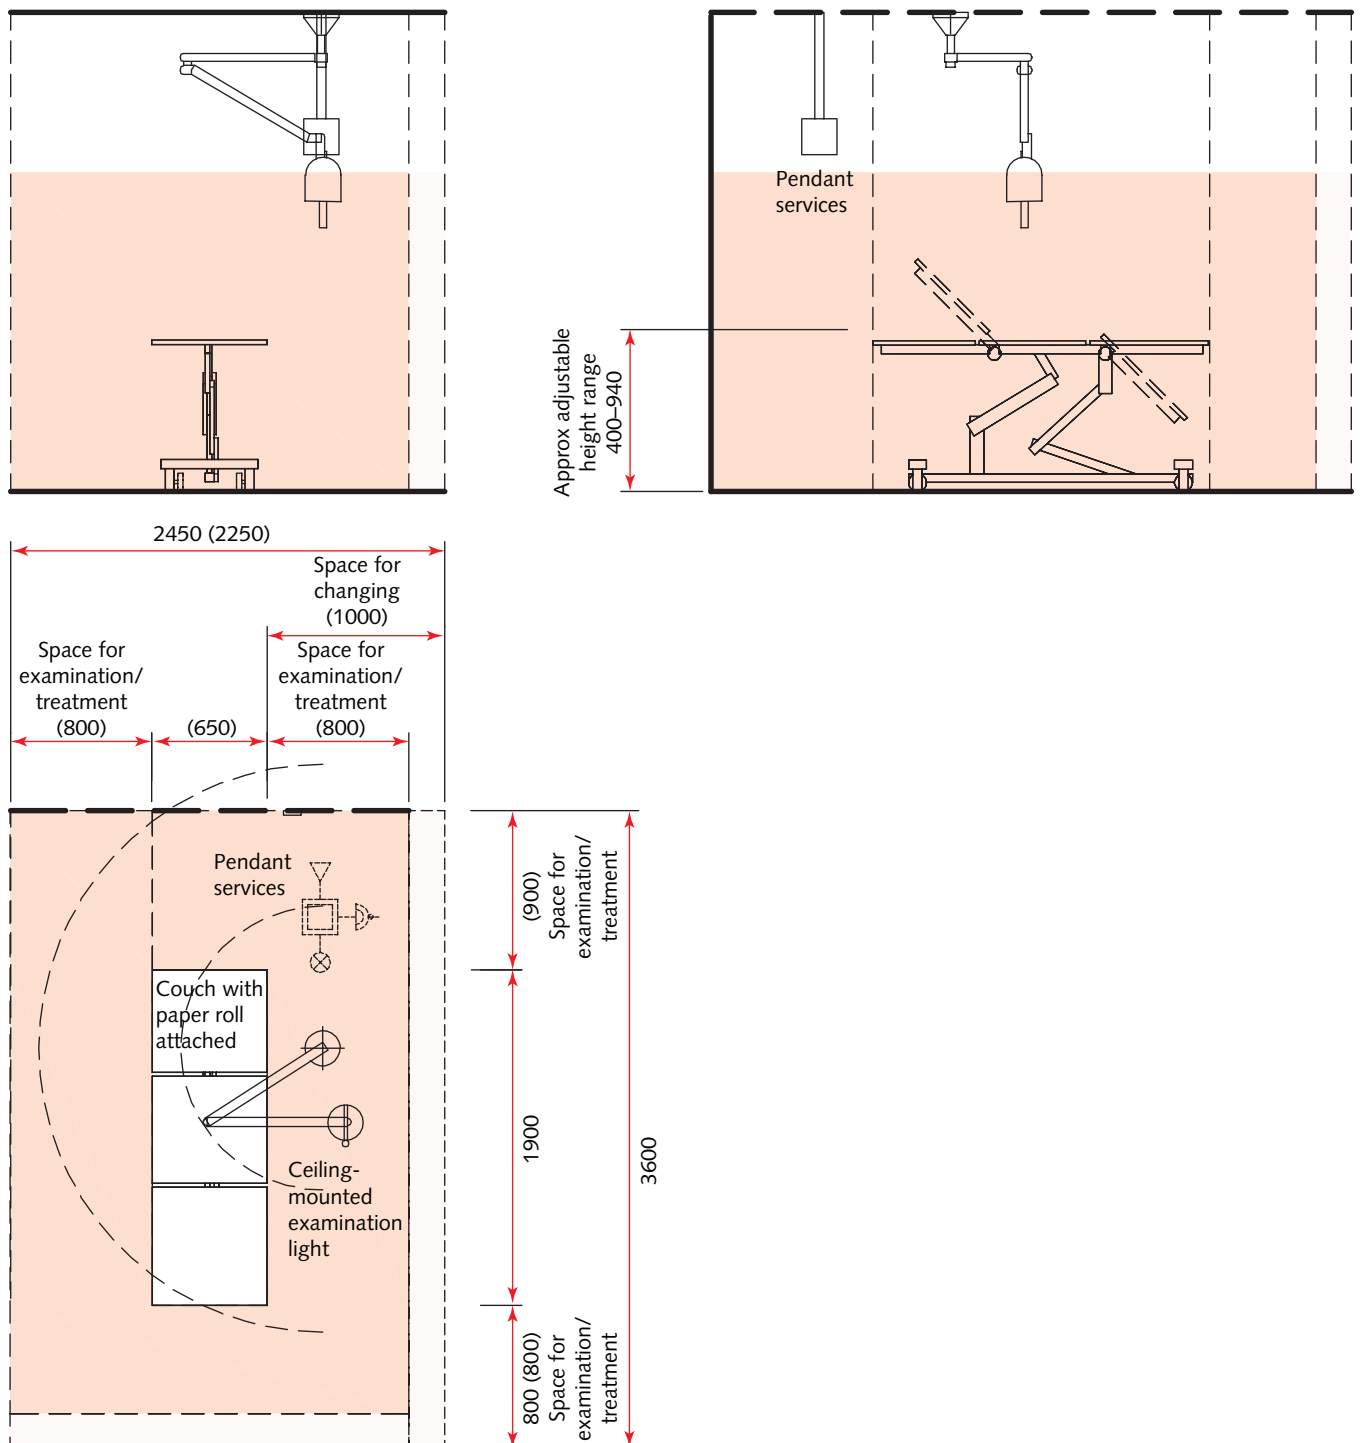 Pendant
services
Approx adjustable
height range
400–940
2450 (2250)
Space for
changing
(1000)
Space for
examination/
treatment
(800)
(650)
Space for
examination/
treatment
(800)
Pendant
services
Couch with
paper roll
attached
Ceiling-
mounted
examination
light
(900)
Space for
examination/
treatment
1900
3600
800 (800)
Space for
examination/
treatment